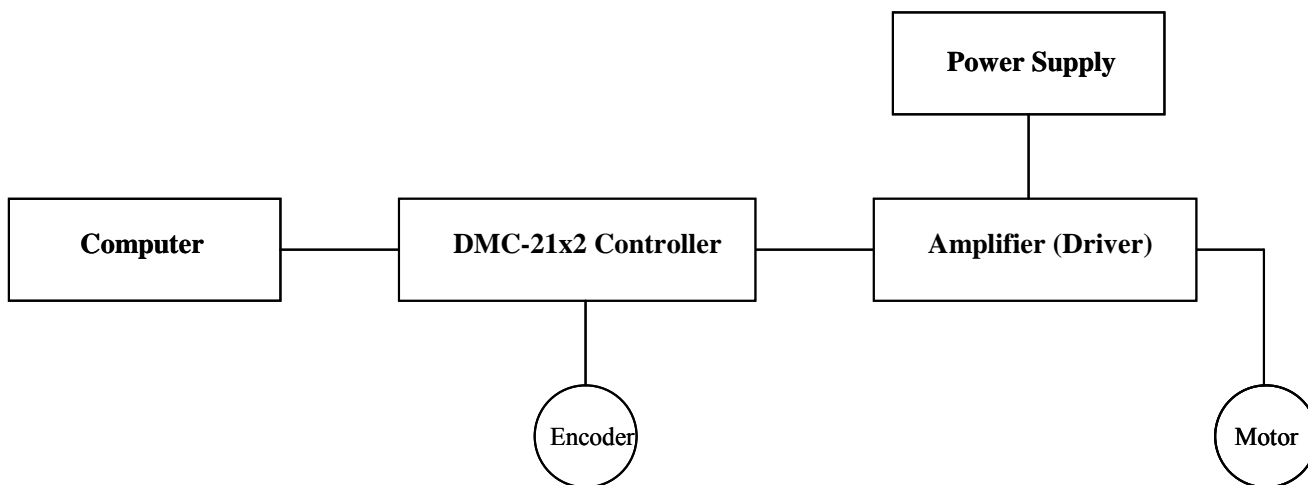 Power Supply
Computer
DMC-21x2 Controller
Amplifier (Driver)
Encoder
Motor